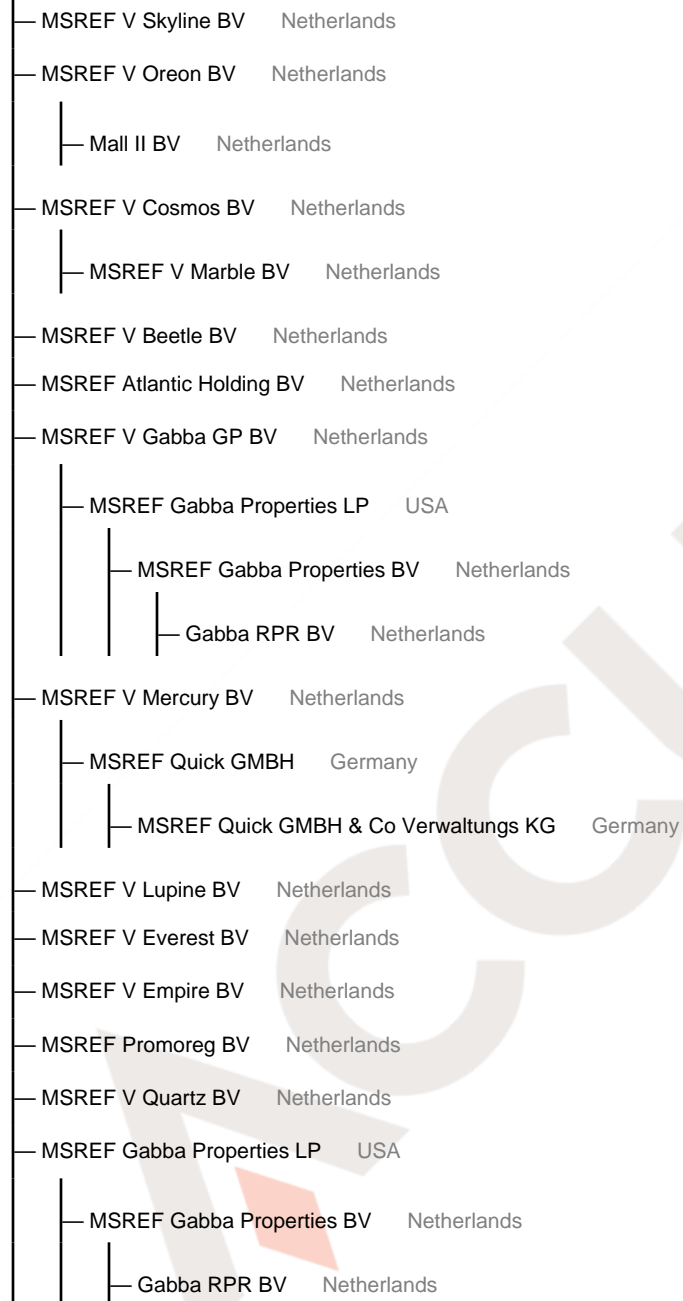 MSREF V Skyline BV Netherlands
MSREF V Oreon BV Netherlands
Mall II BV Netherlands
MSREF V Cosmos BV Netherlands
MSREF V Marble BV Netherlands
MSREF V Beetle BV Netherlands
MSREF Atlantic Holding BV Netherlands
MSREF V Gabba GP BV Netherlands
MSREF Gabba Properties LP USA
MSREF Gabba Properties BV Netherlands
Gabba RPR BV Netherlands
MSREF V Mercury BV Netherlands
MSREF Quick GMBH Germany
MSREF Quick GMBH & Co Verwaltungs KG Germany
MSREF V Lupine BV Netherlands
MSREF V Everest BV Netherlands
MSREF V Empire BV Netherlands
MSREF Promoreg BV Netherlands
MSREF V Quartz BV Netherlands
MSREF Gabba Properties LP USA
MSREF Gabba Properties BV Netherlands
Gabba RPR BV Netherlands